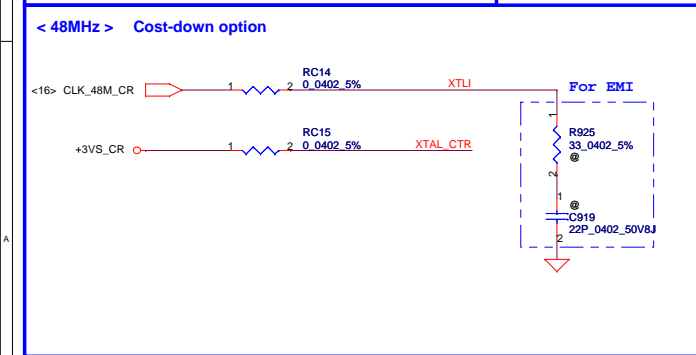 < 48MHz > Cost-down option
<16> CLK_48M_CR
1
2
RC14
0_0402_5%
XTLI
For EMI
+3VS_CR
1
2
RC15
0_0402_5%
XTAL_CTR
1
R925
33_0402_5%
@
2
1
@
C919
22P_0402_50V8J
2
A